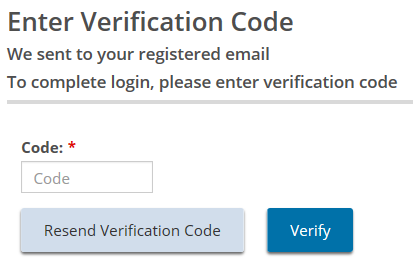 Enter Verification Code
We sent to your registered email
To complete login, please enter verification code
Code: *
Code
Resend Verification Code
Verify